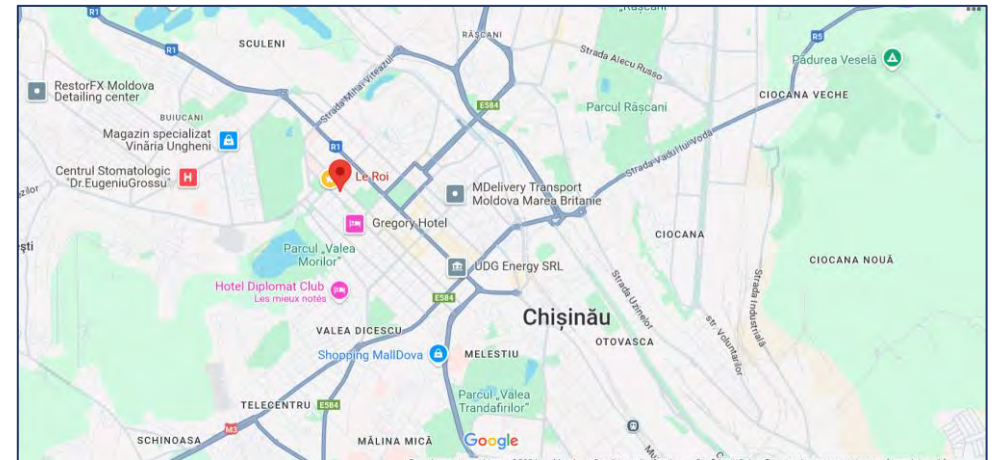 "Râșcani
R1
SCULENI
RÂȘCANI
R5
R1
Strada Alecu Russo
Pădurea Veselă
RestorFX Moldova
Detailing center
Strada Mihai Viteazul
E584
Parcul Râșcani
CIOCANA VECHE
BUIUCANI
Magazin specializat
Vinăria Ungheni
R1
Strada Vadul lui Vodă
Centrul Stomatologic
"Dr.EugeniuGrossu"
H
Le Roi
MDelivery Transport
Moldova Marea Britanie
Gregory Hotel
CIOCANA
Parcul „Valea
Morilor"
CIOCANA NOUĂ
UDG Energy SRL
Hotel Diplomat Club
Les mieux notés
E584
Strada Uzinelor
Strada Industrială
str. Voluntarilor
Chișinău
VALEA DICESCU
OTOVASCA
Shopping MallDova
MELESTIU
Parcul „Valea
Trandafirilor"
TELECENTRU
E584
M3
SCHINOASA
MĂLINA MICĂ
Google